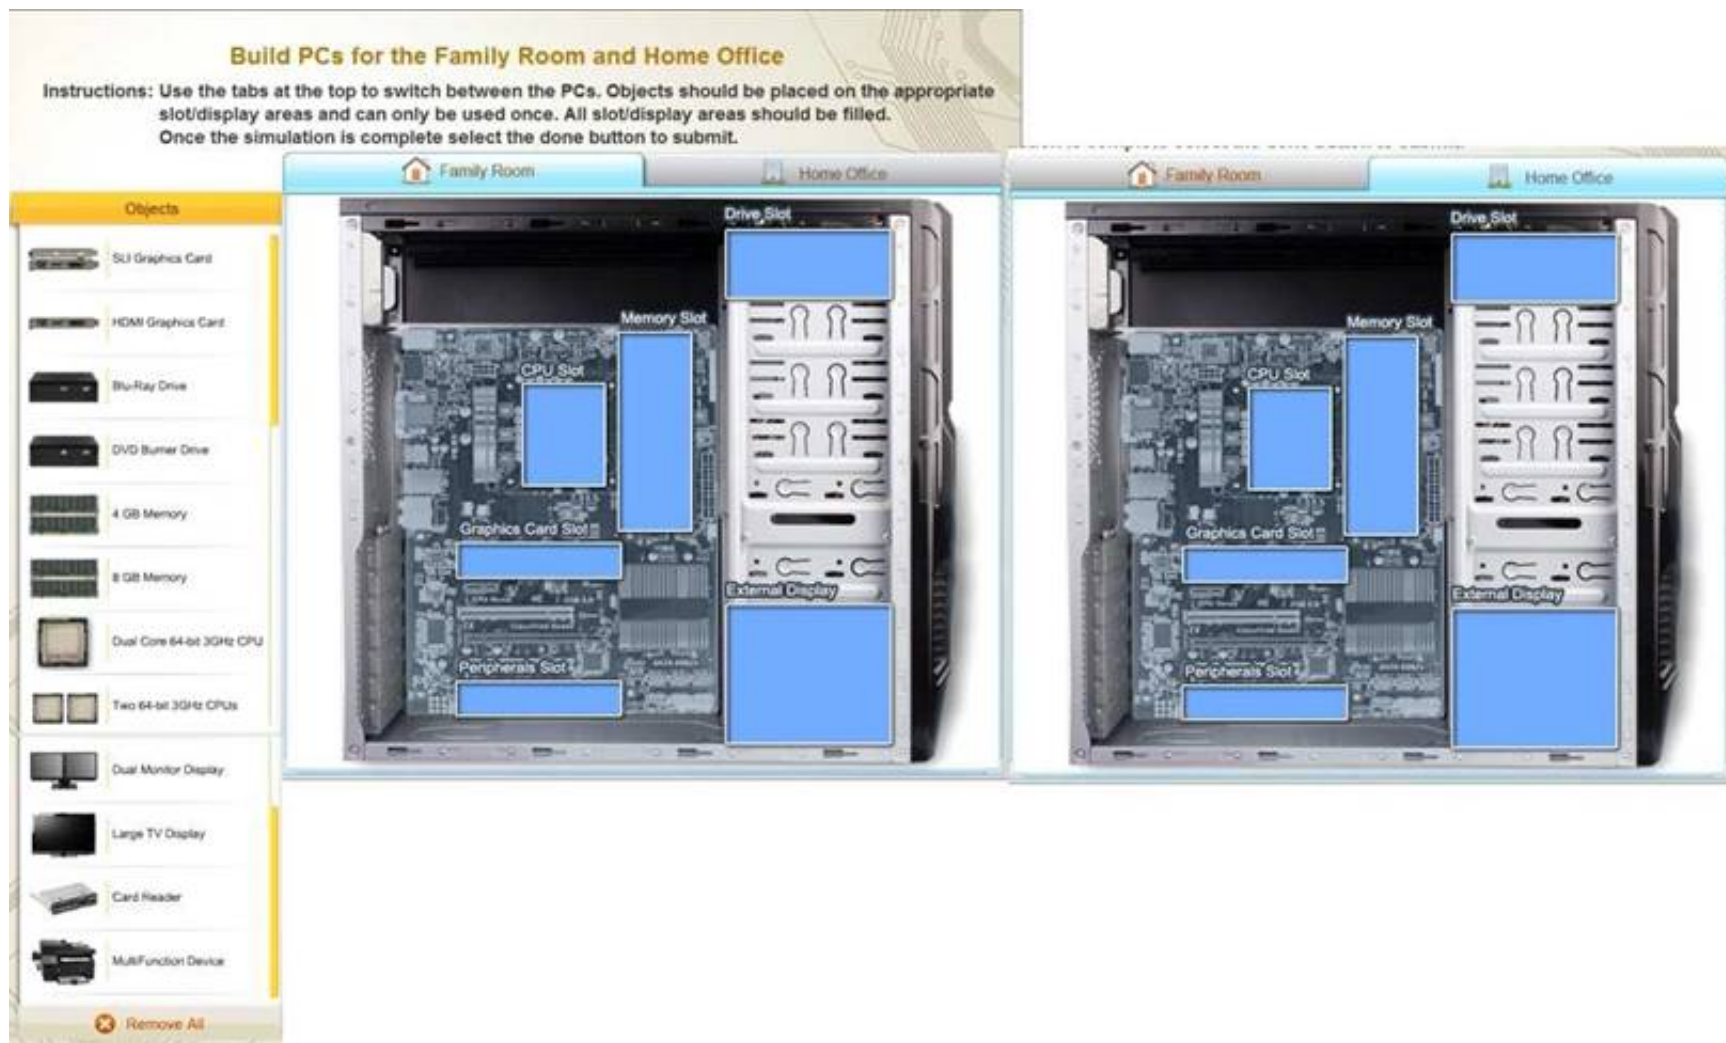 Build PCs for the Family Room and Home Office
Instructions: Use the tabs at the top to switch between the PCs. Objects should be placed on the appropriate
slot/display areas and can only be used once. All slot/display areas should be filled.
Once the simulation is complete select the done button to submit.
Family Room
Home Office
Family Room
Home Office
Objects
SLI Graphics Card
HDMI Graphics Card
Blu-Ray Drive
DVD Burner Drive
4 GB Memory
8 GB Memory
Dual Core 64-bit 3GHz CPU
Two 64-bit 3GHz CPUs
Dual Monitor Display
Large TV Display
Card Reader
MultiFunction Device
Remove All
Drive Slot
Memory Slot
CPU Slot
Graphics Card Slot
External Display
Peripherals Slot
Drive Slot
Memory Slot
CPU Slot
Graphics Card Slot
External Display
Peripherals Slot